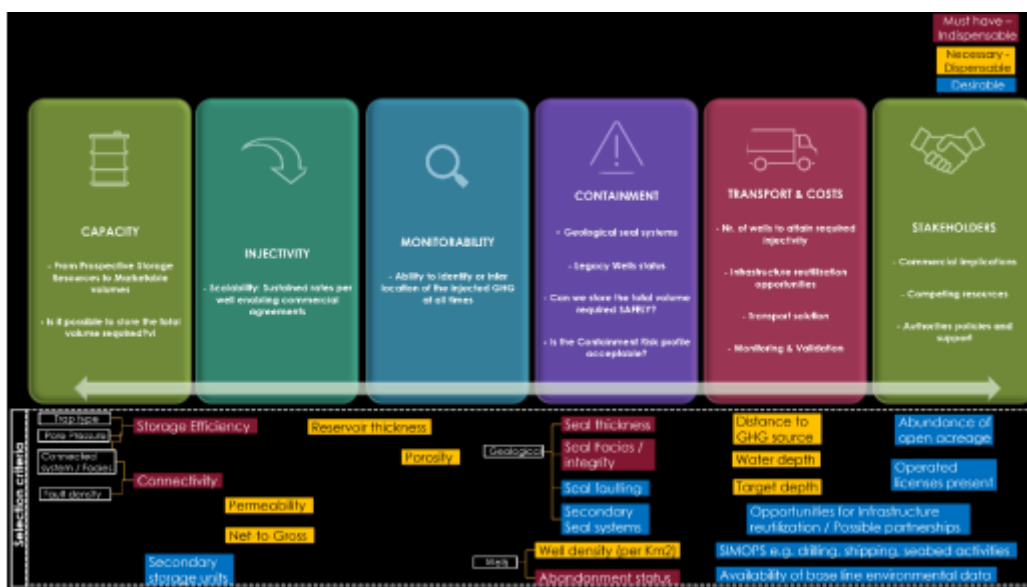 Must have –
Indispensable
Necessary -
Dispensable
Desirable
CAPACITY
- From Prospective Storage
Resources to Marketable
volumes
- Is it possible to store the total
volume required?vi
INJECTIVITY
- Scalability: Sustained rates per
well enabling commercial
agreements
MONITORABILITY
- Ability to identify or infer
location of the injected GHG
at all times
CONTAINMENT
- Geological seal systems
- Legacy Wells status
- Can we store the total volume
required SAFELY?
- Is the Containment Risk profile
acceptable?
TRANSPORT & COSTS
- Nr. of wells to attain required
injectivity
- Infrastructure reutilization
opportunities
- Transport solution
- Monitoring & Validation
STAKEHOLDERS
- Commercial implications
- Competing resources
- Authorities policies and
support
Selection criteria
Trap type
Pore Pressure
Storage Efficiency
Connected
system / Facies
Fault density
Connectivity
Reservoir thickness
Porosity
Permeability
Net to Gross
Secondary
storage units
Geological
Seal thickness
Seal Facies /
integrity
Seal faulting
Secondary
Seal systems
Wells
Well density (per Km2)
Abandonment status
Distance to
GHG source
Water depth
Target depth
Abundance of
open acreage
Operated
licenses present
Opportunities for Infrastructure
reutilization / Possible partnerships
SIMOPS e.g. drilling, shipping, seabed activities
Availability of base line environmental data